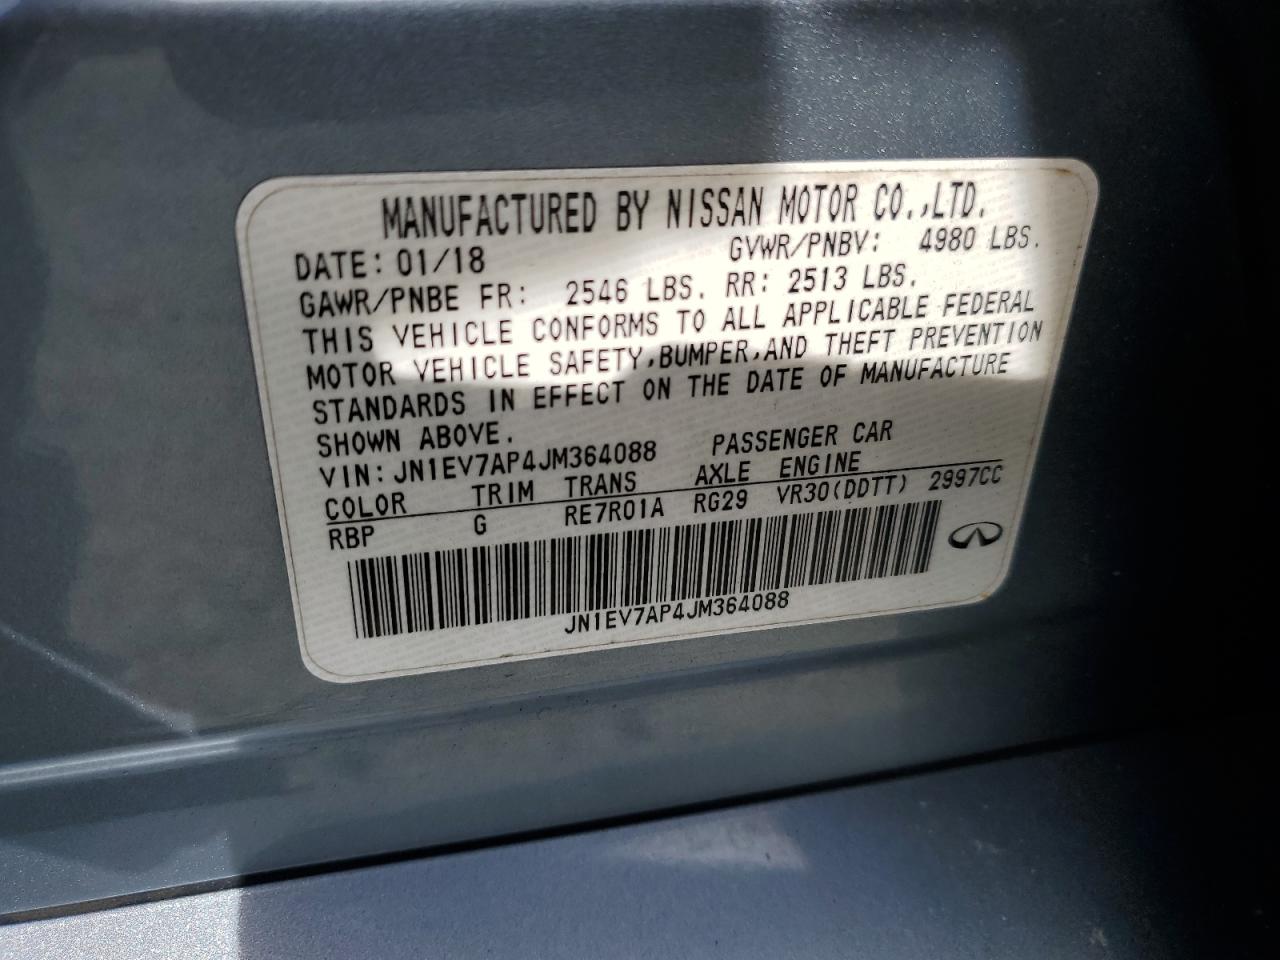 MANUFACTURED BY NISSAN MOTOR CO.,LTD.
DATE: 01/18 GVWR/PNBV: 4980 LBS.
GAWR/PNBE FR: 2546 LBS. RR: 2513 LBS.
THIS VEHICLE CONFORMS TO ALL APPLICABLE FEDERAL
MOTOR VEHICLE SAFETY,BUMPER,AND THEFT PREVENTION
STANDARDS IN EFFECT ON THE DATE OF MANUFACTURE
SHOWN ABOVE.
VIN: JN1EV7AP4JM364088 PASSENGER CAR
COLOR TRIM TRANS AXLE ENGINE
RBP G RE7R01A RG29 VR30(DDTT) 2997CC
JN1EV7AP4JM364088